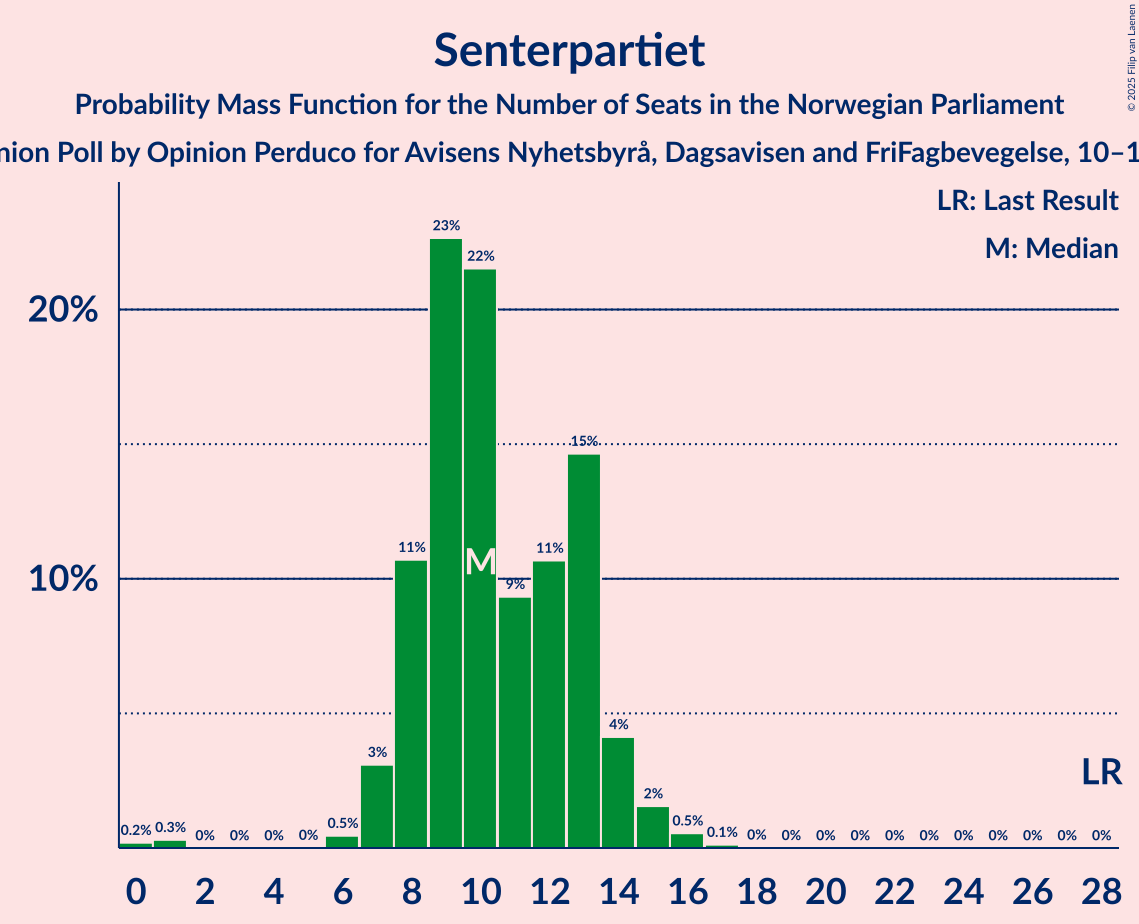 Senterpartiet
Probability Mass Function for the Number of Seats in the Norwegian Parliament
Poll by Opinion Perduco for Avisens Nyhetsbyrå, Dagsavisen and FriFagbevegelse,
© 2025 Filip van Laenen
LR: Last Result
M: Median
23%
22%
20%
15%
11%
11%
M
10%
9%
4%
3%
LR
2%
0.2% 0.3% 0% 0% 0% 0% 0.5% 0.5% 0.1% 0% 0% 0% 0% 0% 0% 0% 0% 0% 0% 0%
0 2 4 6 8 10 12 14 16 18 20 22 24 26 28